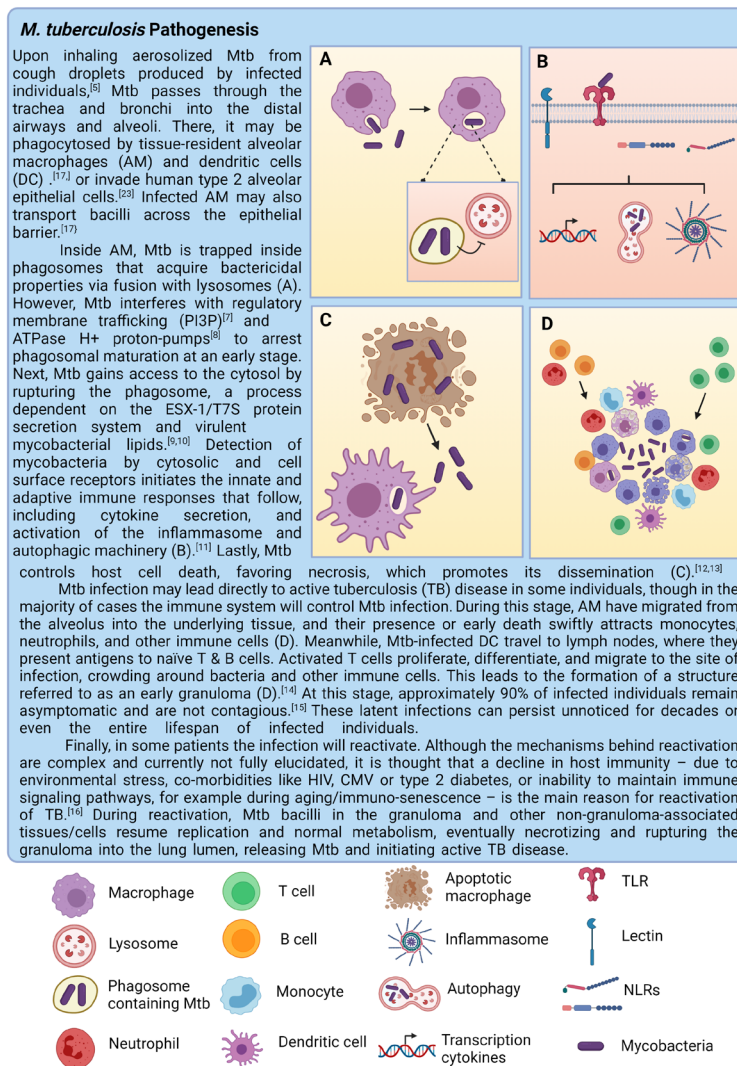 M. tuberculosis Pathogenesis
Upon inhaling aerosolized Mtb from
cough droplets produced by infected
individuals,[5] Mtb passes through the
trachea and bronchi into the distal
airways and alveoli. There, it may be
phagocytosed by tissue-resident alveolar
macrophages (AM) and dendritic cells
(DC) .[17,] or invade human type 2 alveolar
epithelial cells.[23] Infected AM may also
transport bacilli across the epithelial
barrier.[17)
Inside AM, Mtb is trapped inside
phagosomes that acquire bactericidal
properties via fusion with lysosomes (A).
However, Mtb interferes with regulatory
membrane trafficking (PI3P)[7] and
ATPase H+ proton-pumps[8] to arrest
phagosomal maturation at an early stage.
Next, Mtb gains access to the cytosol by
rupturing the phagosome, a process
dependent on the ESX-1/T7S protein
secretion system and virulent
mycobacterial lipids.[9,10] Detection of
mycobacteria by cytosolic and cell
surface receptors initiates the innate and
adaptive immune responses that follow,
including cytokine secretion, and
activation of the inflammasome and
autophagic machinery (B).[11] Lastly, Mtb
controls host cell death, favoring necrosis, which promotes its dissemination (C).[12,13]
Mtb infection may lead directly to active tuberculosis (TB) disease in some individuals, though in the
majority of cases the immune system will control Mtb infection. During this stage, AM have migrated from
the alveolus into the underlying tissue, and their presence or early death swiftly attracts monocytes,
neutrophils, and other immune cells (D). Meanwhile, Mtb-infected DC travel to lymph nodes, where they
present antigens to naïve T & B cells. Activated T cells proliferate, differentiate, and migrate to the site of
infection, crowding around bacteria and other immune cells. This leads to the formation of a structure
referred to as an early granuloma (D).[14] At this stage, approximately 90% of infected individuals remain
asymptomatic and are not contagious.[15] These latent infections can persist unnoticed for decades or
even the entire lifespan of infected individuals.
Finally, in some patients the infection will reactivate. Although the mechanisms behind reactivation
are complex and currently not fully elucidated, it is thought that a decline in host immunity – due to
environmental stress, co-morbidities like HIV, CMV or type 2 diabetes, or inability to maintain immune
signaling pathways, for example during aging/immuno-senescence – is the main reason for reactivation
of TB.[16] During reactivation, Mtb bacilli in the granuloma and other non-granuloma-associated
tissues/cells resume replication and normal metabolism, eventually necrotizing and rupturing the
granuloma into the lung lumen, releasing Mtb and initiating active TB disease.
A
B
C
D
Macrophage
T cell
Apoptotic
macrophage
TLR
Lysosome
B cell
Inflammasome
Lectin
Phagosome
containing Mtb
Monocyte
Autophagy
NLRs
Neutrophil
Dendritic cell
Transcription
cytokines
Mycobacteria